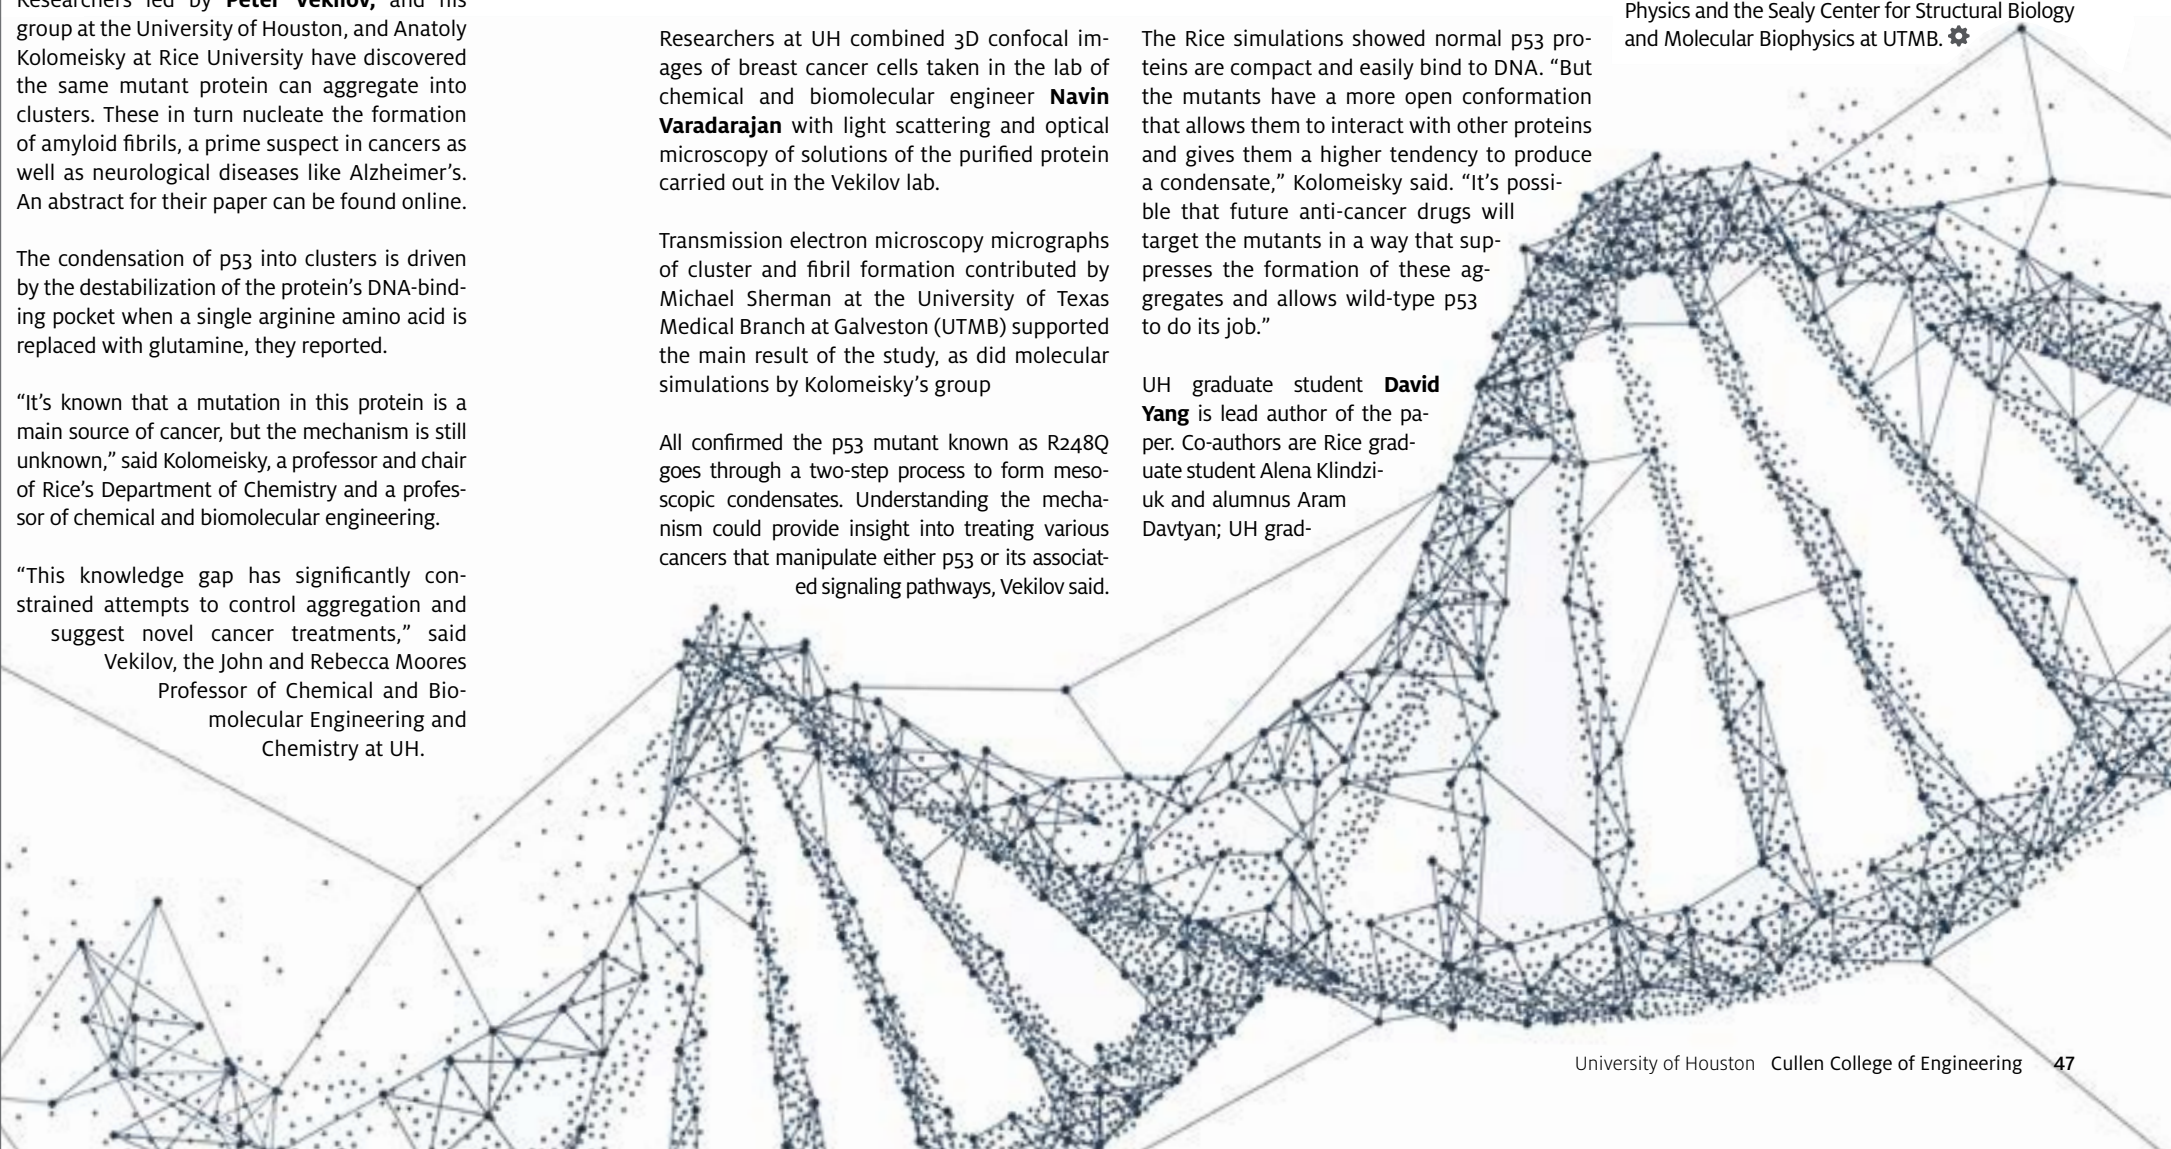 Researchers led by Peter Vekilov, and his
group at the University of Houston, and Anatoly
Kolomeisky at Rice University have discovered
the same mutant protein can aggregate into
clusters. These in turn nucleate the formation
of amyloid fibrils, a prime suspect in cancers as
well as neurological diseases like Alzheimer’s.
An abstract for their paper can be found online.
The condensation of p53 into clusters is driven
by the destabilization of the protein’s DNA-bind-
ing pocket when a single arginine amino acid is
replaced with glutamine, they reported.
“It’s known that a mutation in this protein is a
main source of cancer, but the mechanism is still
unknown,” said Kolomeisky, a professor and chair
of Rice’s Department of Chemistry and a profes-
sor of chemical and biomolecular engineering.
“This knowledge gap has significantly con-
strained attempts to control aggregation and
suggest novel cancer treatments,” said
Vekilov, the John and Rebecca Moores
Professor of Chemical and Bio-
molecular Engineering and
Chemistry at UH.
Researchers at UH combined 3D confocal im-
ages of breast cancer cells taken in the lab of
chemical and biomolecular engineer Navin
Varadarajan with light scattering and optical
microscopy of solutions of the purified protein
carried out in the Vekilov lab.
Transmission electron microscopy micrographs
of cluster and fibril formation contributed by
Michael Sherman at the University of Texas
Medical Branch at Galveston (UTMB) supported
the main result of the study, as did molecular
simulations by Kolomeisky’s group
All confirmed the p53 mutant known as R248Q
goes through a two-step process to form meso-
scopic condensates. Understanding the mecha-
nism could provide insight into treating various
cancers that manipulate either p53 or its associat-
ed signaling pathways, Vekilov said.
The Rice simulations showed normal p53 pro-
teins are compact and easily bind to DNA. “But
the mutants have a more open conformation
that allows them to interact with other proteins
and gives them a higher tendency to produce
a condensate,” Kolomeisky said. “It’s possi-
ble that future anti-cancer drugs will
target the mutants in a way that sup-
presses the formation of these ag-
gregates and allows wild-type p53
to do its job.”
UH graduate student David
Yang is lead author of the pa-
per. Co-authors are Rice grad-
uate student Alena Klindzi-
uk and alumnus Aram
Davtyan; UH grad-
Physics and the Sealy Center for Structural Biology
and Molecular Biophysics at UTMB.
University of Houston Cullen College of Engineering 47